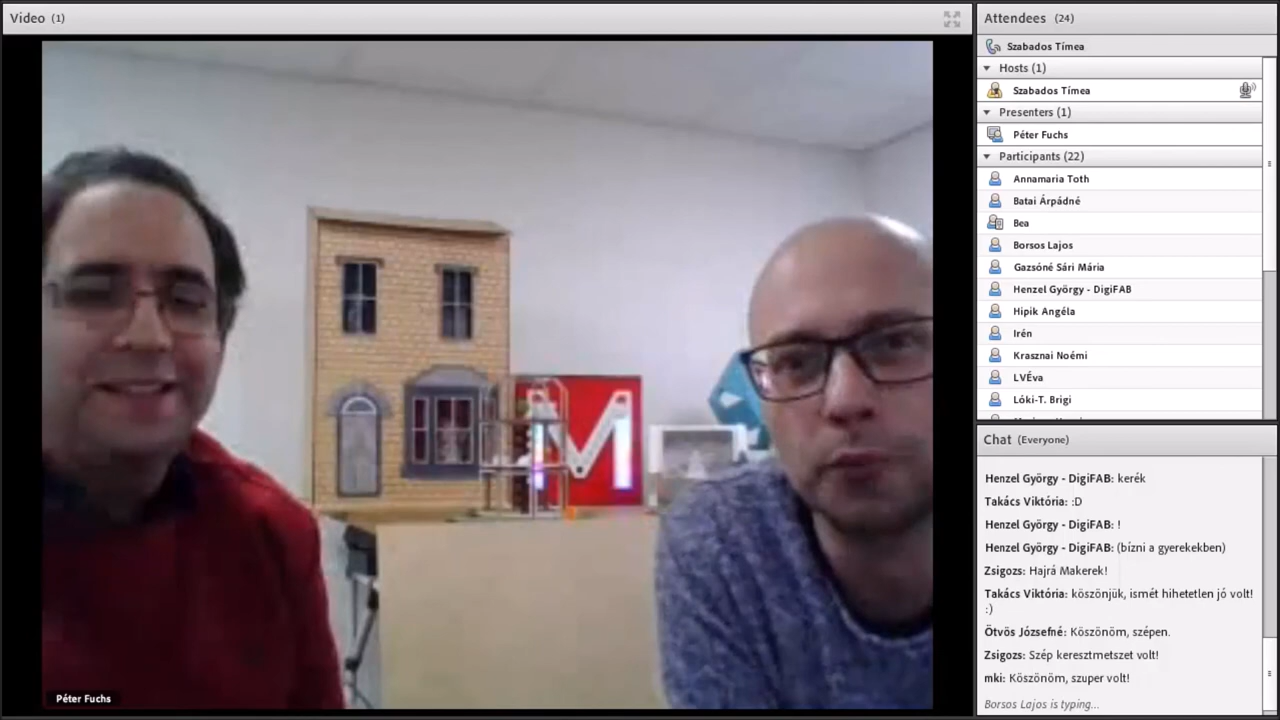 Video (1)
M
Péter Fuchs
Attendees (24)
Szabados Tímea
Hosts (1)
Szabados Tímea
Presenters (1)
Péter Fuchs
Participants (22)
Annamaria Toth
Batai Árpádné
Bea
Borsos Lajos
Gazsóné Sári Mária
Henzel György - DigiFAB
Hipik Angéla
Irén
Krasznai Noémi
LVÉva
Lóki-T. Brigi
Chat (Everyone)
Henzel György - DigiFAB: kerék
Takács Viktória: :D
Henzel György - DigiFAB: !
Henzel György - DigiFAB: (bízni a gyerekekben)
Zsigozs: Hajrá Makerek!
Takács Viktória: köszönjük, ismét hihetetlen jó volt!
:)
Ötvös Józsefné: Köszönöm, szépen.
Zsigozs: Szép keresztmetszet volt!
mki: Köszönöm, szuper volt!
Borsos Lajos is typing...